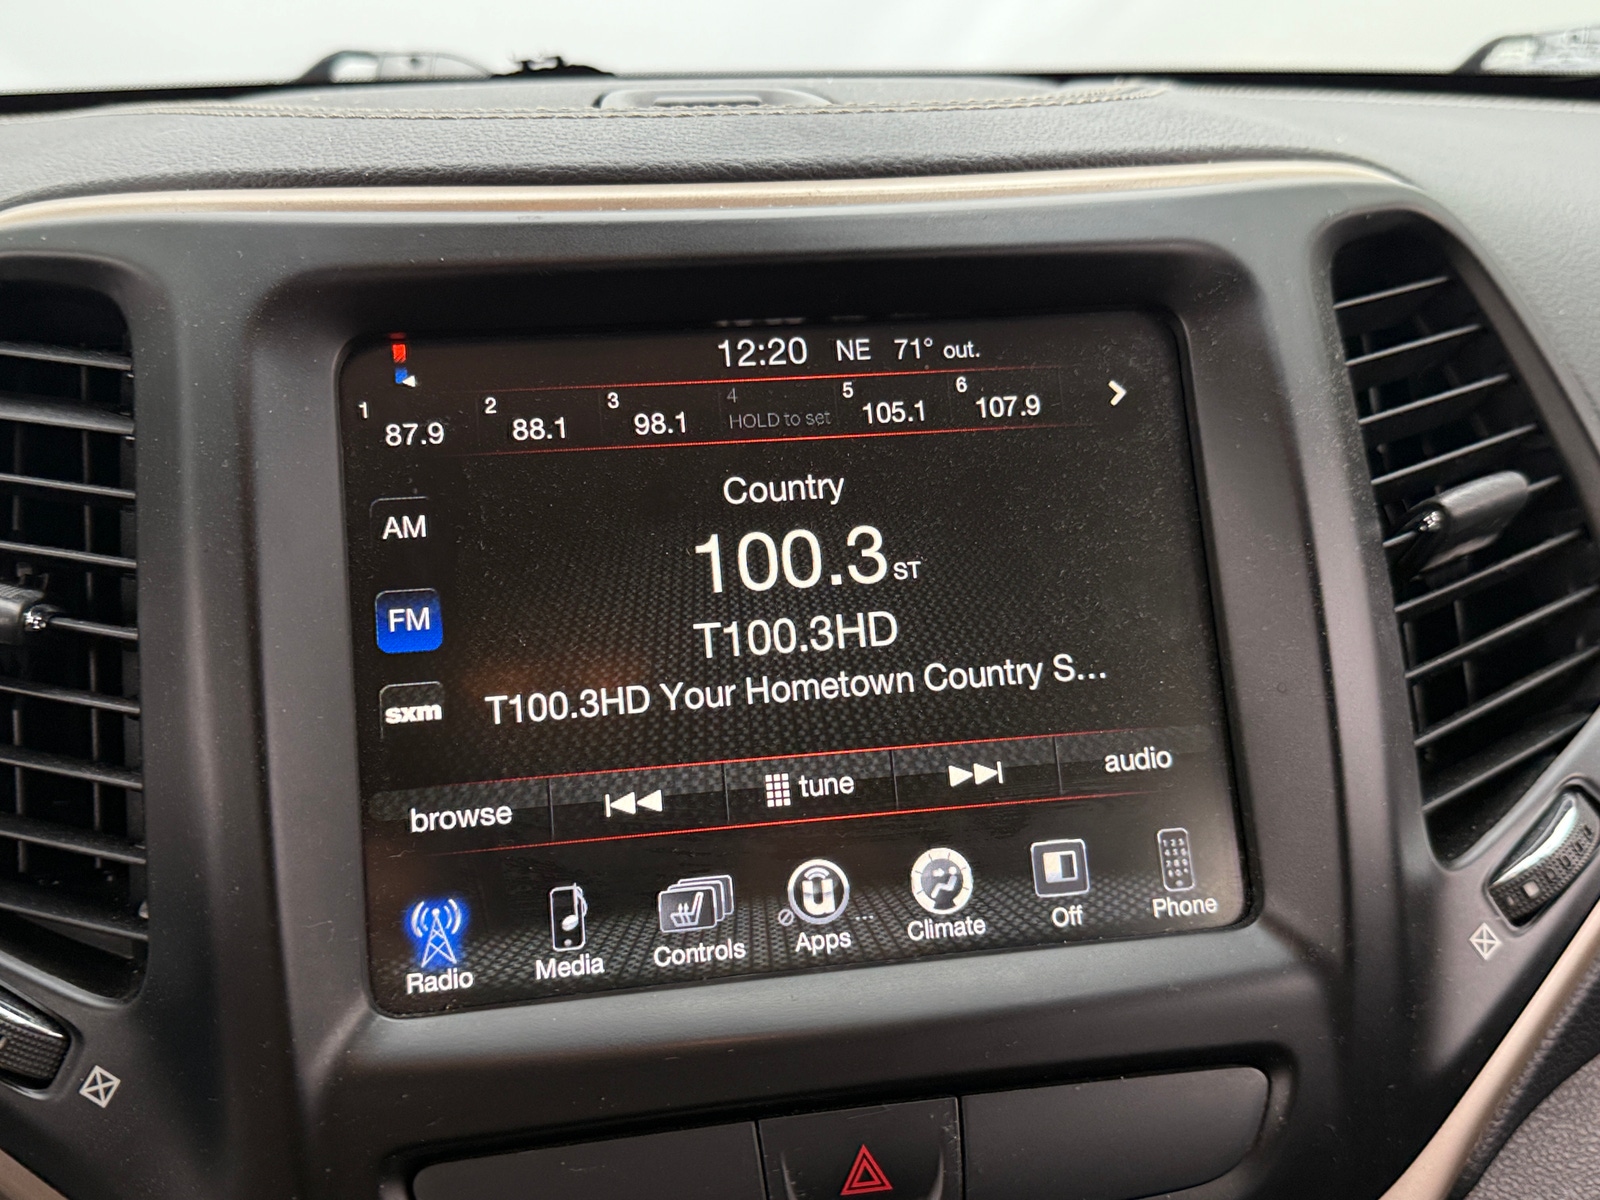 12:20 NE 71° out.
1 87.9 2 88.1 3 98.1 4 HOLD to set 5 105.1 6 107.9
Country
AM
100.3 ST
FM
T100.3HD
T100.3HD Your Hometown Country S...
sxm
browse tune audio
Radio Media Controls Apps ... Climate Off Phone